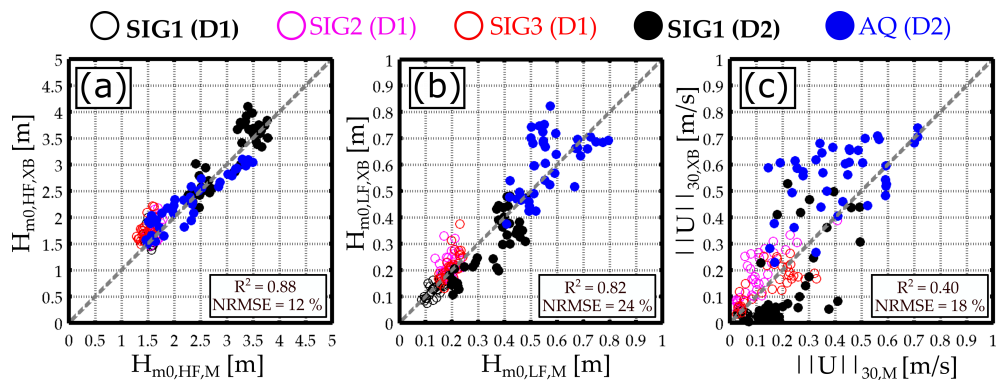 SIG1 (D1) SIG2 (D1) SIG3 (D1) SIG1 (D2) AQ (D2)
(a)
H_m0,HF,XB [m]
5
4.5
4
3.5
3
2.5
2
1.5
1
0.5
0
R² = 0.88
NRMSE = 12 %
0 0.5 1 1.5 2 2.5 3 3.5 4 4.5 5
H_m0,HF,M [m]
(b)
H_m0,LF,XB [m]
1
0.9
0.8
0.7
0.6
0.5
0.4
0.3
0.2
0.1
0
R² = 0.82
NRMSE = 24 %
0 0.1 0.2 0.3 0.4 0.5 0.6 0.7 0.8 0.9 1
H_m0,LF,M [m]
(c)
||U||_30,XB [m/s]
1
0.9
0.8
0.7
0.6
0.5
0.4
0.3
0.2
0.1
0
R² = 0.40
NRMSE = 18 %
0 0.1 0.2 0.3 0.4 0.5 0.6 0.7 0.8 0.9 1
||U||_30,M [m/s]